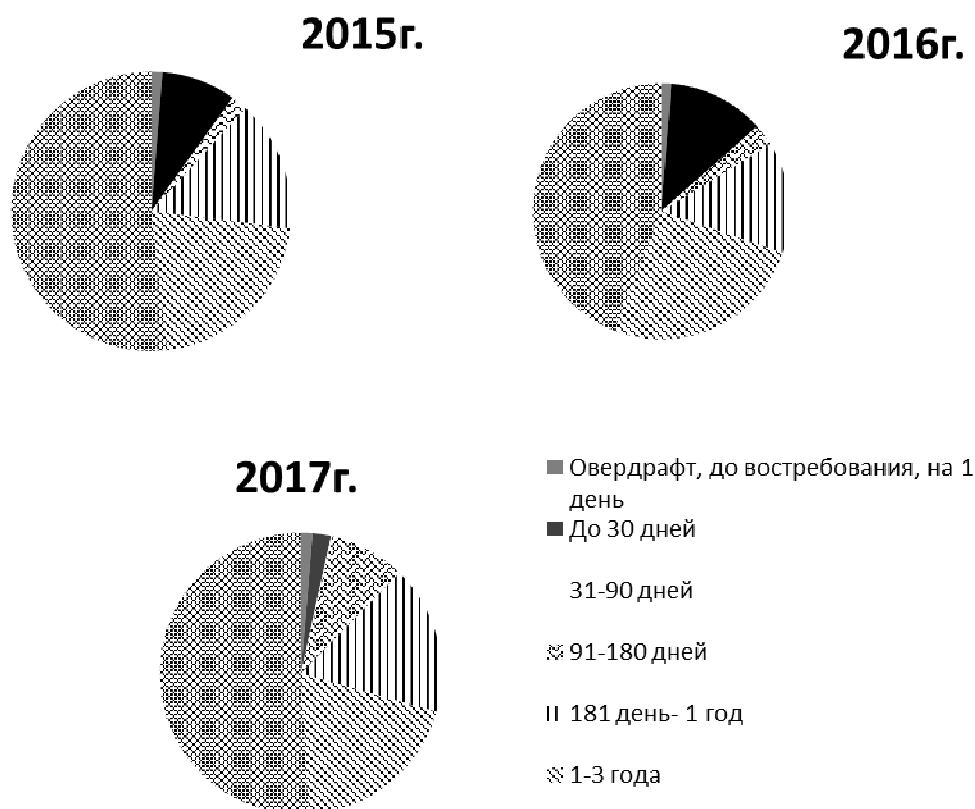 2015г.
2016г.
2017г.
Овердрафт, до востребования, на 1
день
До 30 дней
31-90 дней
91-180 дней
181 день- 1 год
1-3 года